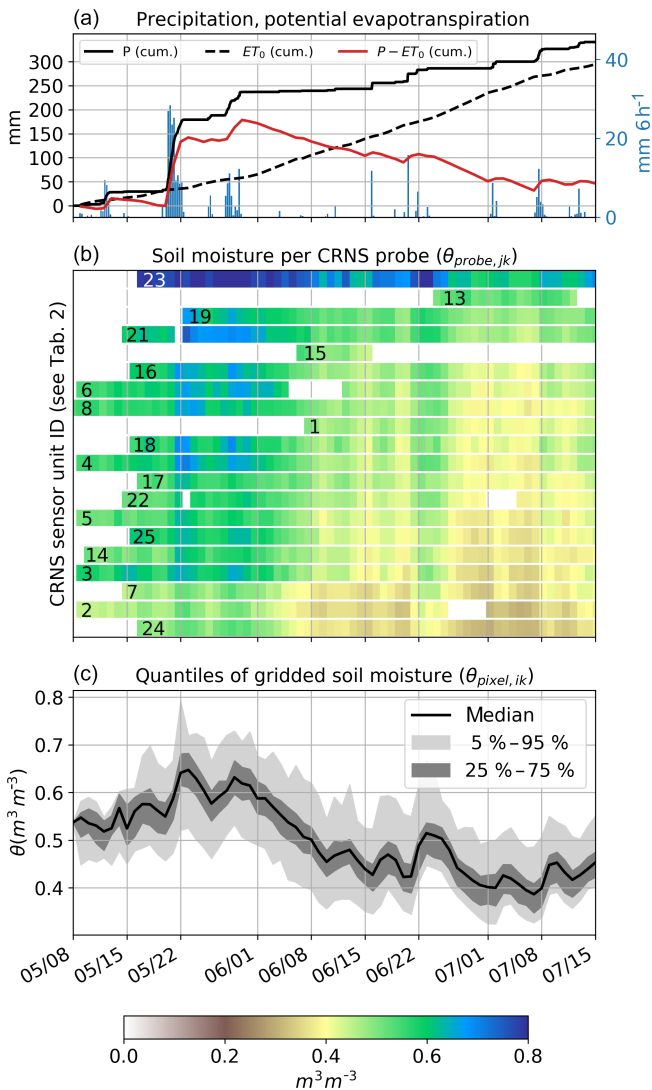 (a) Precipitation, potential evapotranspiration
P (cum.) ET₀ (cum.) P − ET₀ (cum.)
300
250
200
150
100
50
0
mm
40
20
0
mm 6 h⁻¹
(b) Soil moisture per CRNS probe (θprobe, jk)
CRNS sensor unit ID (see Tab. 2)
23
13
19
21
15
16
6
8
1
18
4
17
22
5
25
14
3
7
2
24
(c) Quantiles of gridded soil moisture (θpixel, ik)
Median
5 %–95 %
25 %–75 %
0.8
0.7
0.6
0.5
0.4
θ(m³ m⁻³)
05/08 05/15 05/22 06/01 06/08 06/15 06/22 07/01 07/08 07/15
0.0 0.2 0.4 0.6 0.8
m³ m⁻³